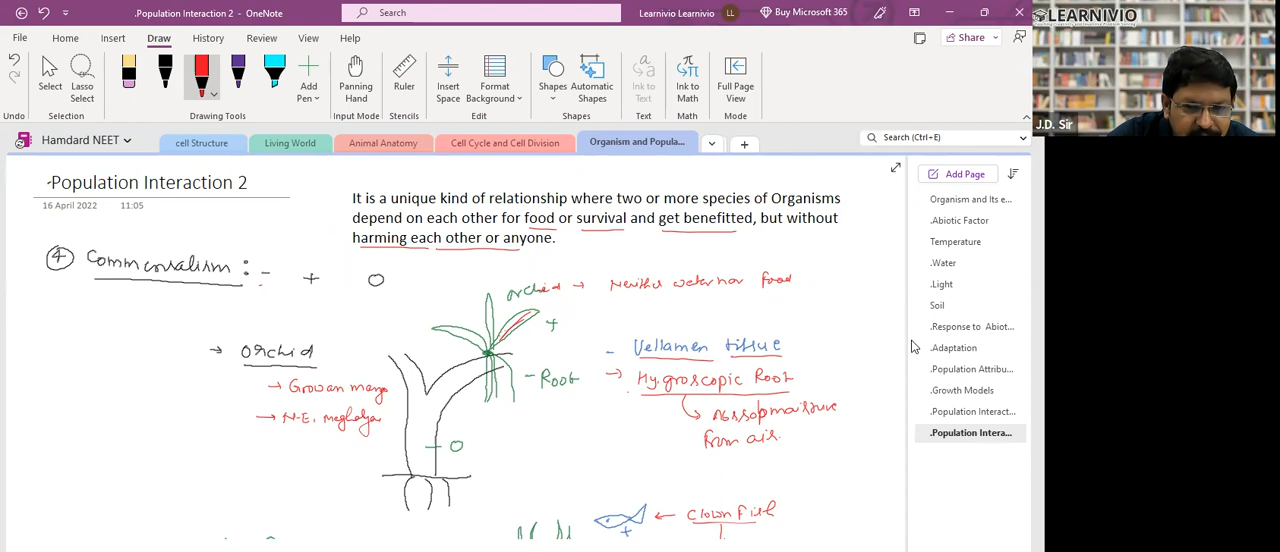 .Population Interaction 2 - OneNote
Search
Learnivio Learnivio
LL
Buy Microsoft 365
LEARNIVIO
File
Home
Insert
Draw
History
Review
View
Help
Share
Select
Lasso
Select
Add
Pen
Panning
Hand
Ruler
Insert
Space
Format
Background
Shapes
Automatic
Shapes
Ink to
Text
Ink to
Math
Full Page
View
Undo
Selection
Drawing Tools
Input Mode
Stencils
Edit
Shapes
Text
Math
Mode
J.D. Sir
Hamdard NEET
cell Structure
Living World
Animal Anatomy
Cell Cycle and Cell Division
Organism and Popula...
Search (Ctrl+E)
.Population Interaction 2
16 April 2022 11:05
It is a unique kind of relationship where two or more species of Organisms
depend on each other for food or survival and get benefitted, but without
harming each other or anyone.
4 Commensalism :- + O
orchid → Neither water nor food
+
→ orchid
→ Grow on mango
→ N.E. meghalya
- Root
- Vellamen tissue
→ Hygroscopic Root
→ Abssop moisture
from air.
O
← Clown Fish
+
Add Page
Organism and Its e...
.Abiotic Factor
Temperature
.Water
.Light
Soil
.Response to Abiot...
.Adaptation
.Population Attribu...
.Growth Models
.Population Interact...
.Population Intera...